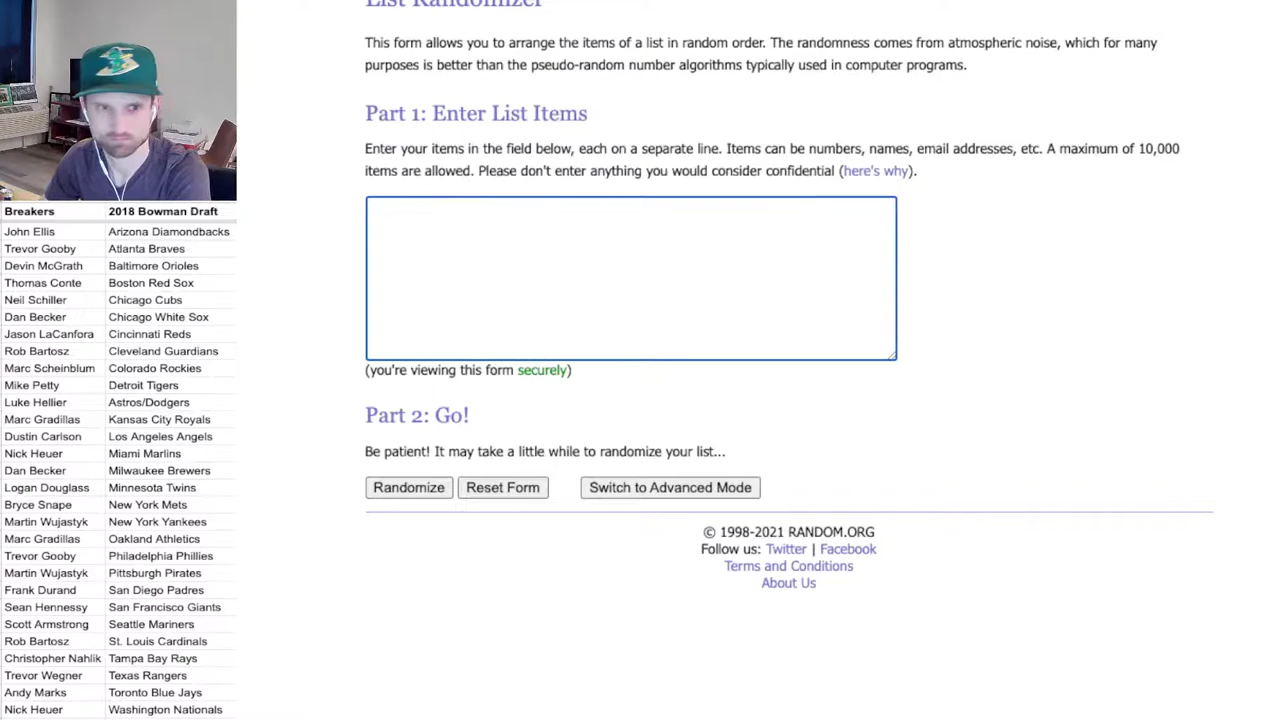 List Randomizer
This form allows you to arrange the items of a list in random order. The randomness comes from atmospheric noise, which for many
purposes is better than the pseudo-random number algorithms typically used in computer programs.
Part 1: Enter List Items
Enter your items in the field below, each on a separate line. Items can be numbers, names, email addresses, etc. A maximum of 10,000
items are allowed. Please don't enter anything you would consider confidential (here's why).
(you're viewing this form securely)
Part 2: Go!
Be patient! It may take a little while to randomize your list...
Randomize Reset Form Switch to Advanced Mode
© 1998-2021 RANDOM.ORG
Follow us: Twitter | Facebook
Terms and Conditions
About Us
Breakers 2018 Bowman Draft
John Ellis Arizona Diamondbacks
Trevor Gooby Atlanta Braves
Devin McGrath Baltimore Orioles
Thomas Conte Boston Red Sox
Neil Schiller Chicago Cubs
Dan Becker Chicago White Sox
Jason LaCanfora Cincinnati Reds
Rob Bartosz Cleveland Guardians
Marc Scheinblum Colorado Rockies
Mike Petty Detroit Tigers
Luke Hellier Astros/Dodgers
Marc Gradillas Kansas City Royals
Dustin Carlson Los Angeles Angels
Nick Heuer Miami Marlins
Dan Becker Milwaukee Brewers
Logan Douglass Minnesota Twins
Bryce Snape New York Mets
Martin Wujastyk New York Yankees
Marc Gradillas Oakland Athletics
Trevor Gooby Philadelphia Phillies
Martin Wujastyk Pittsburgh Pirates
Frank Durand San Diego Padres
Sean Hennessy San Francisco Giants
Scott Armstrong Seattle Mariners
Rob Bartosz St. Louis Cardinals
Christopher Nahlik Tampa Bay Rays
Trevor Wegner Texas Rangers
Andy Marks Toronto Blue Jays
Nick Heuer Washington Nationals